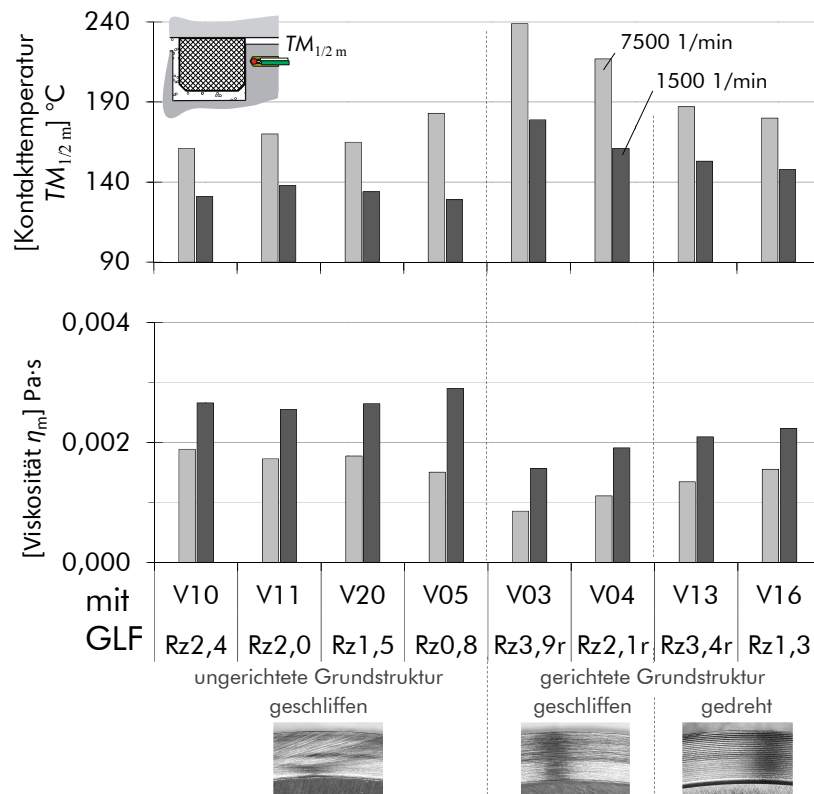 240
190
140
90
[Kontakttemperatur
TM1/2 m] °C
TM1/2 m
7500 1/min
1500 1/min
0,004
0,002
0,000
[Viskosität ηm] Pa·s
mit
GLF
V10 V11 V20 V05 V03 V04 V13 V16
Rz2,4 Rz2,0 Rz1,5 Rz0,8 Rz3,9r Rz2,1r Rz3,4r Rz1,3
ungerichtete Grundstruktur gerichtete Grundstruktur
geschliffen geschliffen gedreht